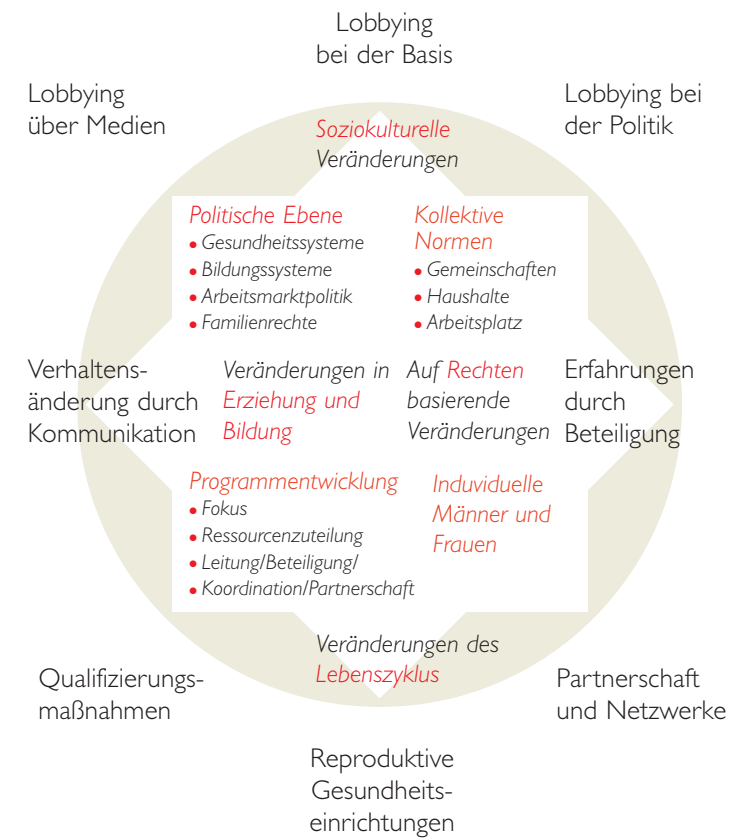 Lobbying
bei der Basis
Lobbying
über Medien
Lobbying bei
der Politik
Soziokulturelle
Veränderungen
Politische Ebene
• Gesundheitssysteme
• Bildungssysteme
• Arbeitsmarktpolitik
• Familienrechte
Kollektive
Normen
• Gemeinschaften
• Haushalte
• Arbeitsplatz
Verhaltens-
änderung durch
Kommunikation
Veränderungen in
Erziehung und
Bildung
Auf Rechten
basierende
Veränderungen
Erfahrungen
durch
Beteiligung
Programmentwicklung
• Fokus
• Ressourcenzuteilung
• Leitung/Beteiligung/
• Koordination/Partnerschaft
Induviduelle
Männer und
Frauen
Veränderungen des
Lebenszyklus
Qualifizierungs-
maßnahmen
Partnerschaft
und Netzwerke
Reproduktive
Gesundheits-
einrichtungen